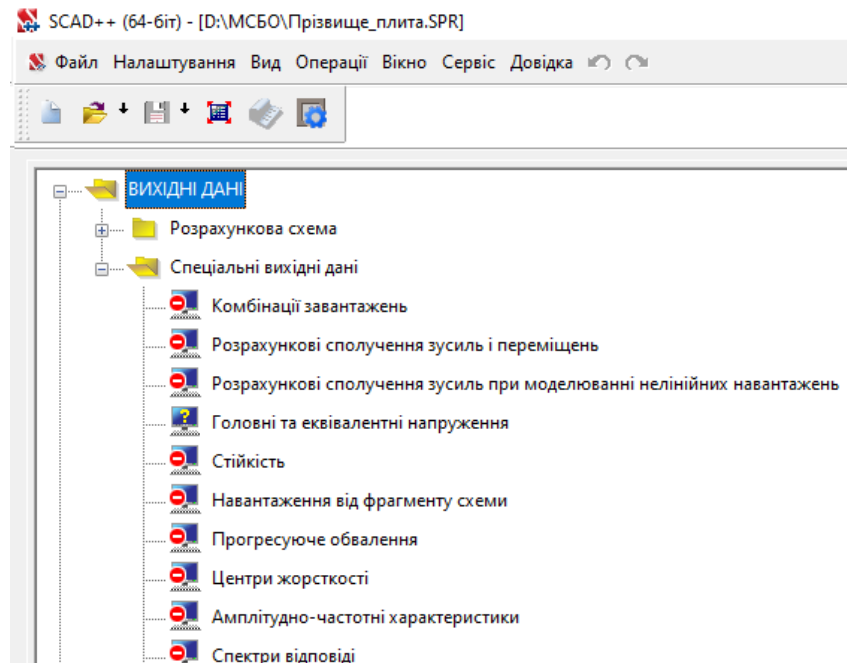 SCAD++ (64-біт) - [D:\МСБО\Прізвище_плита.SPR]
Файл Налаштування Вид Операції Вікно Сервіс Довідка
ВИХІДНІ ДАНІ
Розрахункова схема
Спеціальні вихідні дані
Комбінації завантажень
Розрахункові сполучення зусиль і переміщень
Розрахункові сполучення зусиль при моделюванні нелінійних навантажень
Головні та еквівалентні напруження
Стійкість
Навантаження від фрагменту схеми
Прогресуюче обвалення
Центри жорсткості
Амплітудно-частотні характеристики
Спектри відповіді